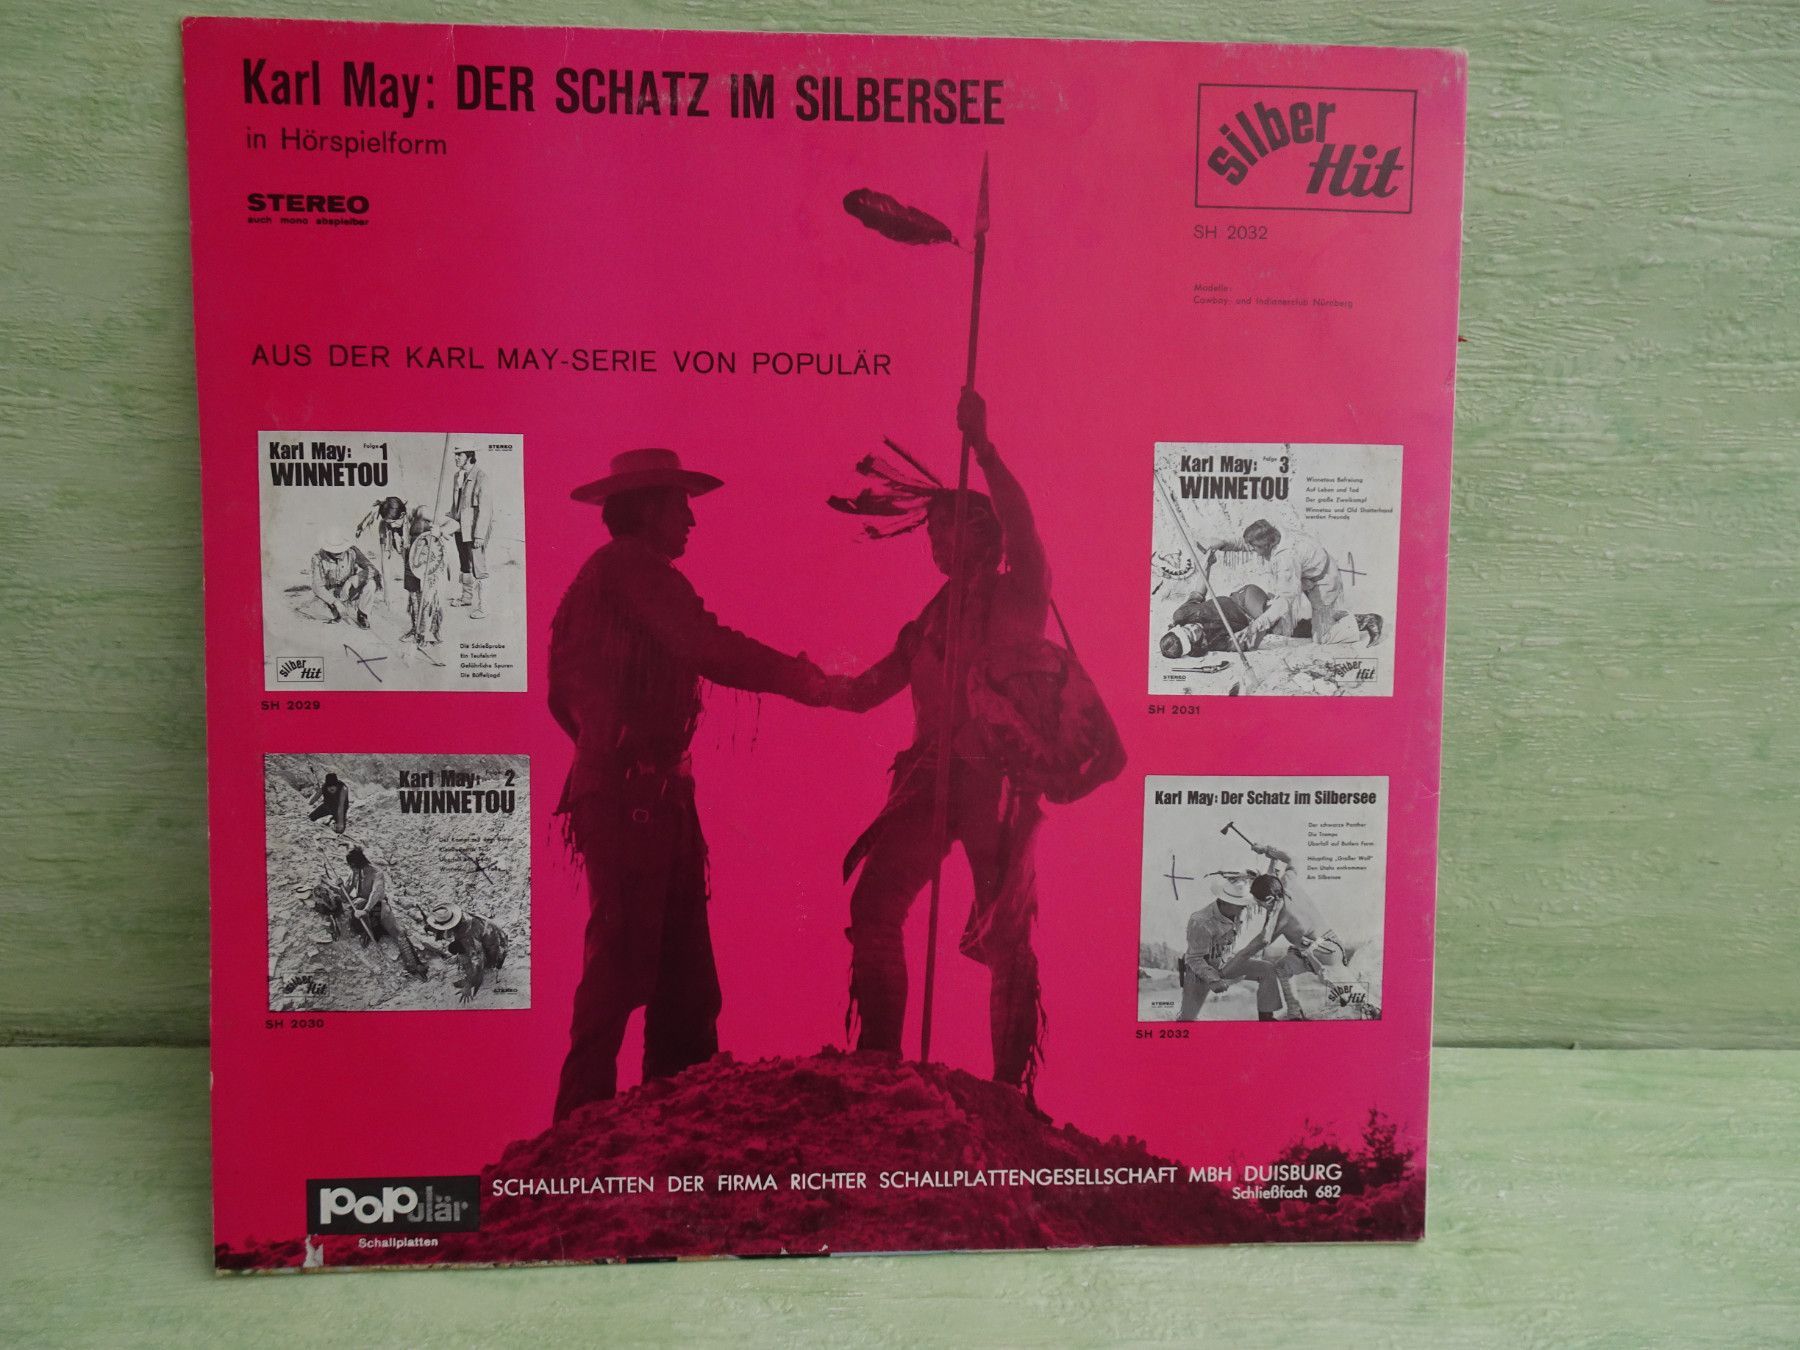 Karl May: DER SCHATZ IM SILBERSEE
in Hörspielform
STEREO
auch mono abspielbar
silber
Hit
SH 2032
Modelle:
Cowboy- und Indianerclub Nürnberg
AUS DER KARL MAY-SERIE VON POPULÄR
Karl May: Folge 1
WINNETOU
STEREO
Die Schießprobe
Ein Teufelsritt
Gefährliche Spuren
Die Büffeljagd
silber
Hit
SH 2029
Karl May: Folge 3
WINNETOU
Winnetous Befreiung
Auf Leben und Tod
Der große Zweikampf
Winnetou und Old Shatterhand
werden Freunde
STEREO
silber
Hit
SH 2031
Karl May: Folge 2
WINNETOU
silber
Hit
STEREO
SH 2030
Karl May: Der Schatz im Silbersee
Der schwarze Panther
Die Tramps
Überfall auf Butlers Farm
Häuptling „Großer Wolf"
Den Utahs entkommen
Am Silbersee
STEREO
silber
Hit
SH 2032
populär
Schallplatten
SCHALLPLATTEN DER FIRMA RICHTER SCHALLPLATTENGESELLSCHAFT MBH DUISBURG
Schließfach 682